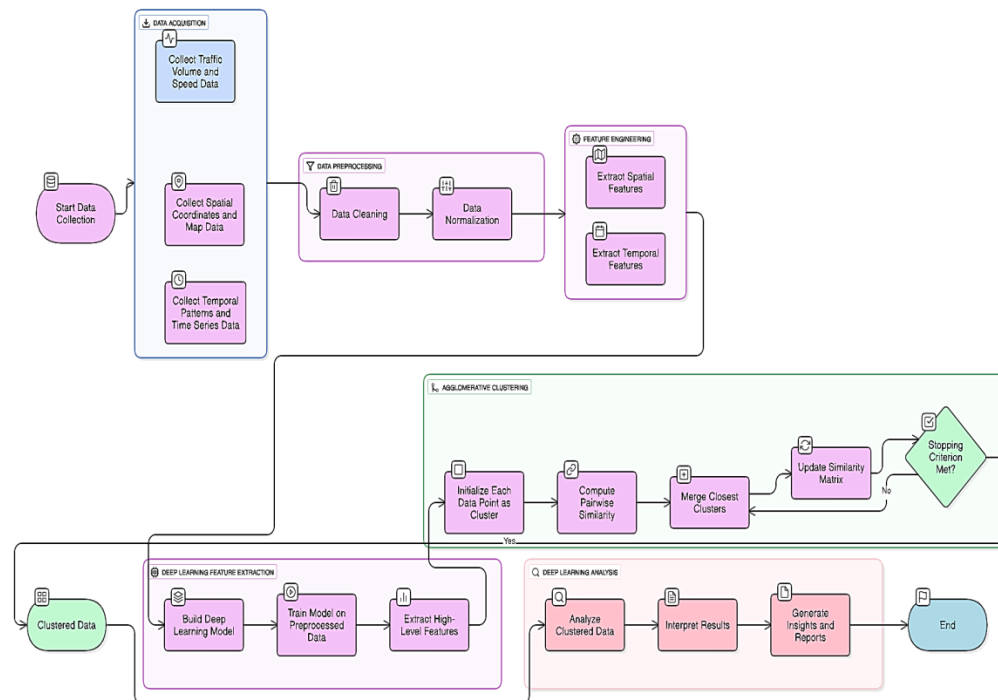 DATA ACQUISITION
Collect Traffic
Volume and
Speed Data
Start Data
Collection
Collect Spatial
Coordinates and
Map Data
Collect Temporal
Patterns and
Time Series Data
DATA PREPROCESSING
Data Cleaning
Data
Normalization
FEATURE ENGINEERING
Extract Spatial
Features
Extract Temporal
Features
AGGLOMERATIVE CLUSTERING
Initialize Each
Data Point as
Cluster
Compute
Pairwise
Similarity
Merge Closest
Clusters
Update Similarity
Matrix
Stopping
Criterion
Met?
No
Yes
Clustered Data
DEEP LEARNING FEATURE EXTRACTION
Build Deep
Learning Model
Train Model on
Preprocessed
Data
Extract High-
Level Features
DEEP LEARNING ANALYSIS
Analyze
Clustered Data
Interpret Results
Generate
Insights and
Reports
End